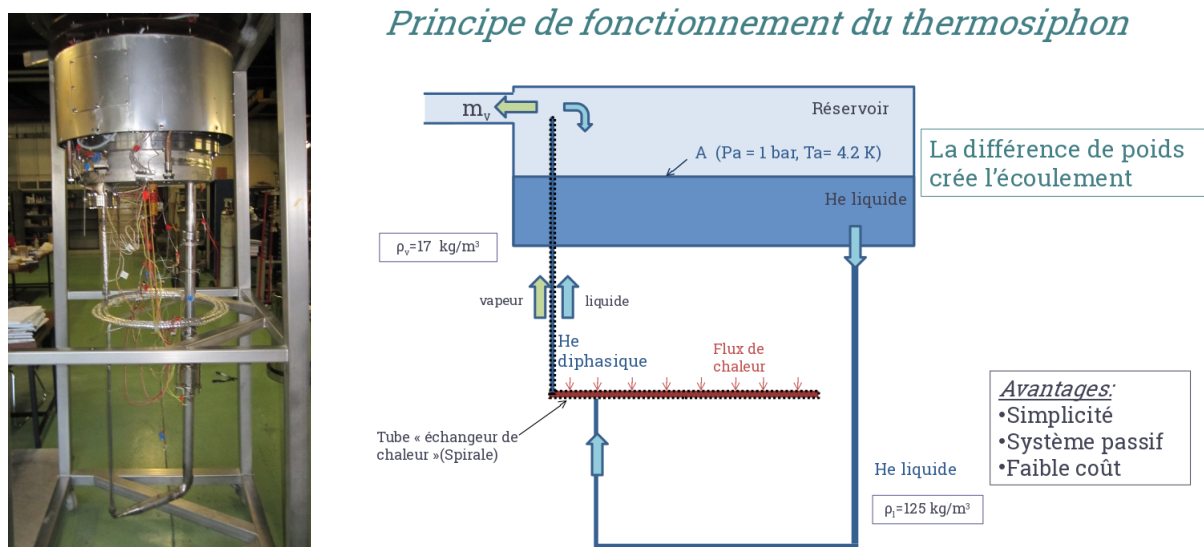 Principe de fonctionnement du thermosiphon
mᵥ
Réservoir
A (Pa = 1 bar, Ta= 4.2 K)
La différence de poids
crée l'écoulement
He liquide
ρᵥ=17 kg/m³
vapeur
liquide
He
diphasique
Flux de
chaleur
Tube « échangeur de
chaleur »(Spirale)
He liquide
ρₗ=125 kg/m³
Avantages:
•Simplicité
•Système passif
•Faible coût